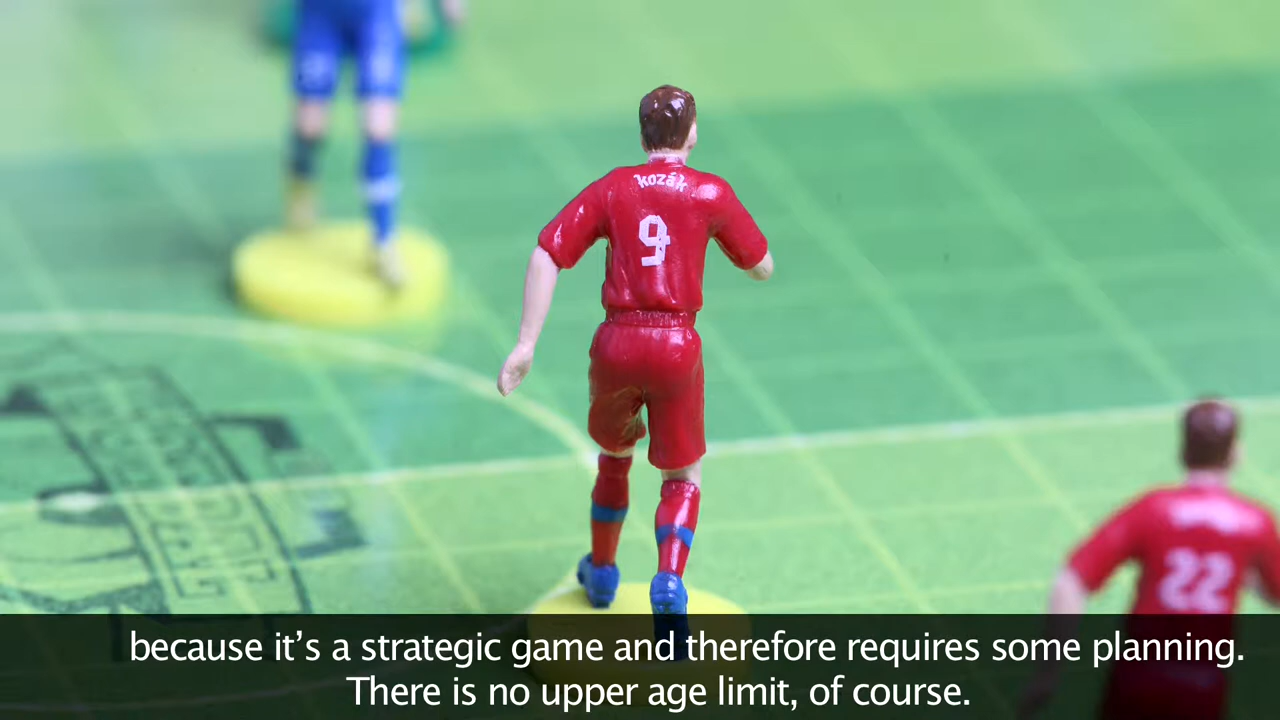 kozák
9
22
because it's a strategic game and therefore requires some planning.
There is no upper age limit, of course.